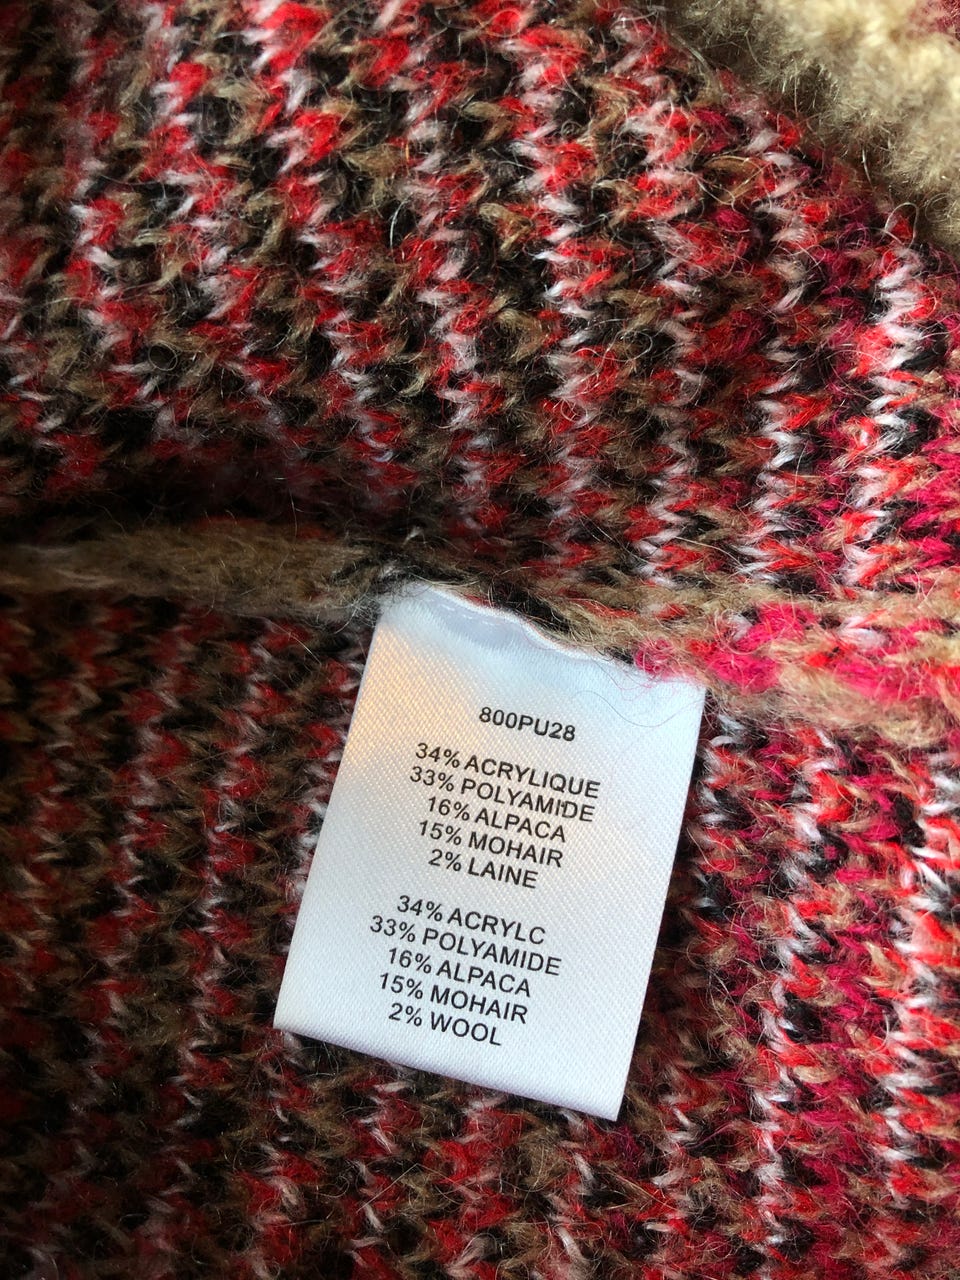 800PU28
34% ACRYLIQUE
33% POLYAMIDE
16% ALPACA
15% MOHAIR
2% LAINE
34% ACRYLC
33% POLYAMIDE
16% ALPACA
15% MOHAIR
2% WOOL